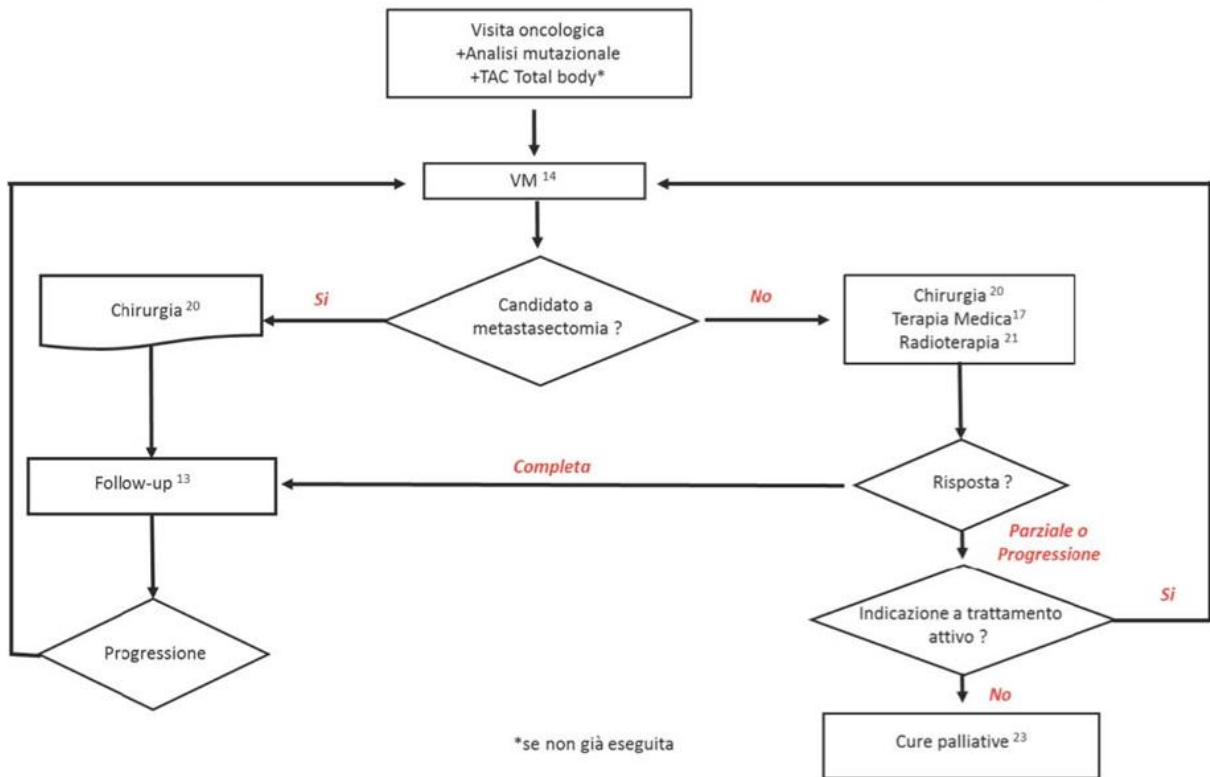 Visita oncologica
+Analisi mutazionale
+TAC Total body*
VM 14
Candidato a
metastasectomia ?
Si
No
Chirurgia 20
Chirurgia 20
Terapia Medica17
Radioterapia 21
Follow-up 13
Completa
Risposta ?
Parziale o
Progressione
Progressione
Indicazione a trattamento
attivo ?
Si
No
Cure palliative 23
*se non già eseguita